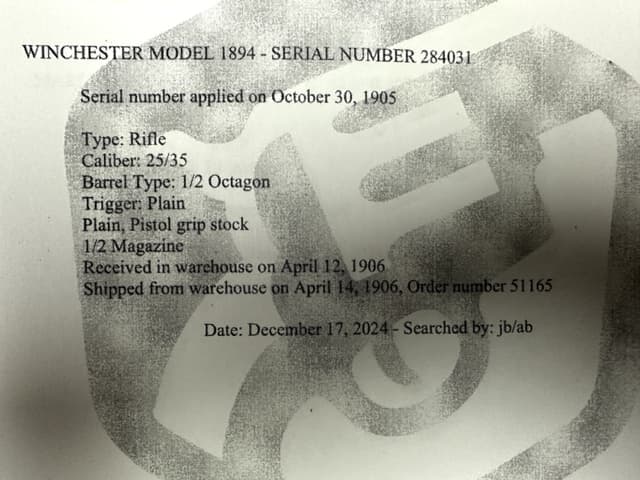 WINCHESTER MODEL 1894 - SERIAL NUMBER 284031
Serial number applied on October 30, 1905
Type: Rifle
Caliber: 25/35
Barrel Type: 1/2 Octagon
Trigger: Plain
Plain, Pistol grip stock
1/2 Magazine
Received in warehouse on April 12, 1906
Shipped from warehouse on April 14, 1906, Order number 51165
Date: December 17, 2024 - Searched by: jb/ab